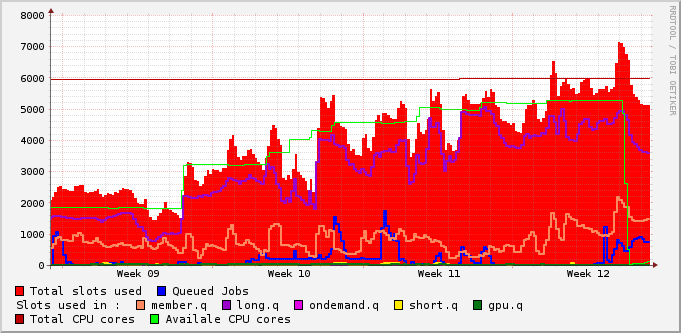 8000
7000
6000
5000
4000
3000
2000
1000
0
Week 09 Week 10 Week 11 Week 12
Total slots used Queued Jobs
Slots used in : member.q long.q ondemand.q short.q gpu.q
Total CPU cores Availale CPU cores
RRDTOOL / TOBI OETIKER